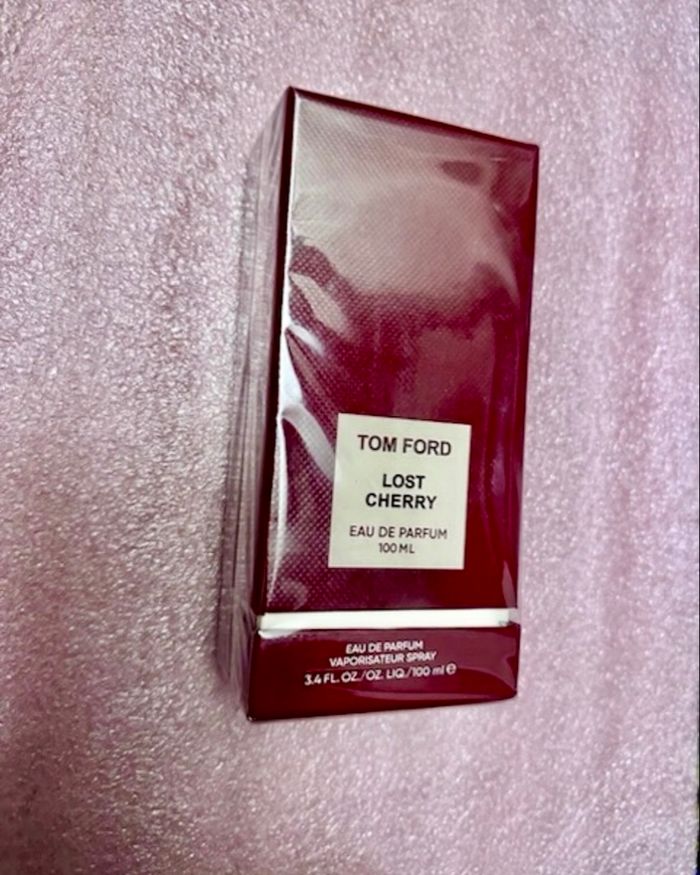 TOM FORD
LOST
CHERRY
EAU DE PARFUM
100 ML
EAU DE PARFUM
VAPORISATEUR SPRAY
3.4 FL. OZ./OZ. LIQ./100 ml ℮